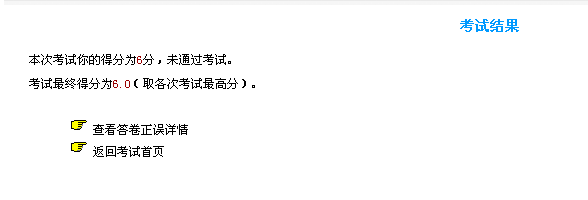 考试结果
本次考试你的得分为6分，未通过考试。
考试最终得分为6.0（取各次考试最高分）。
查看答卷正误详情
返回考试首页